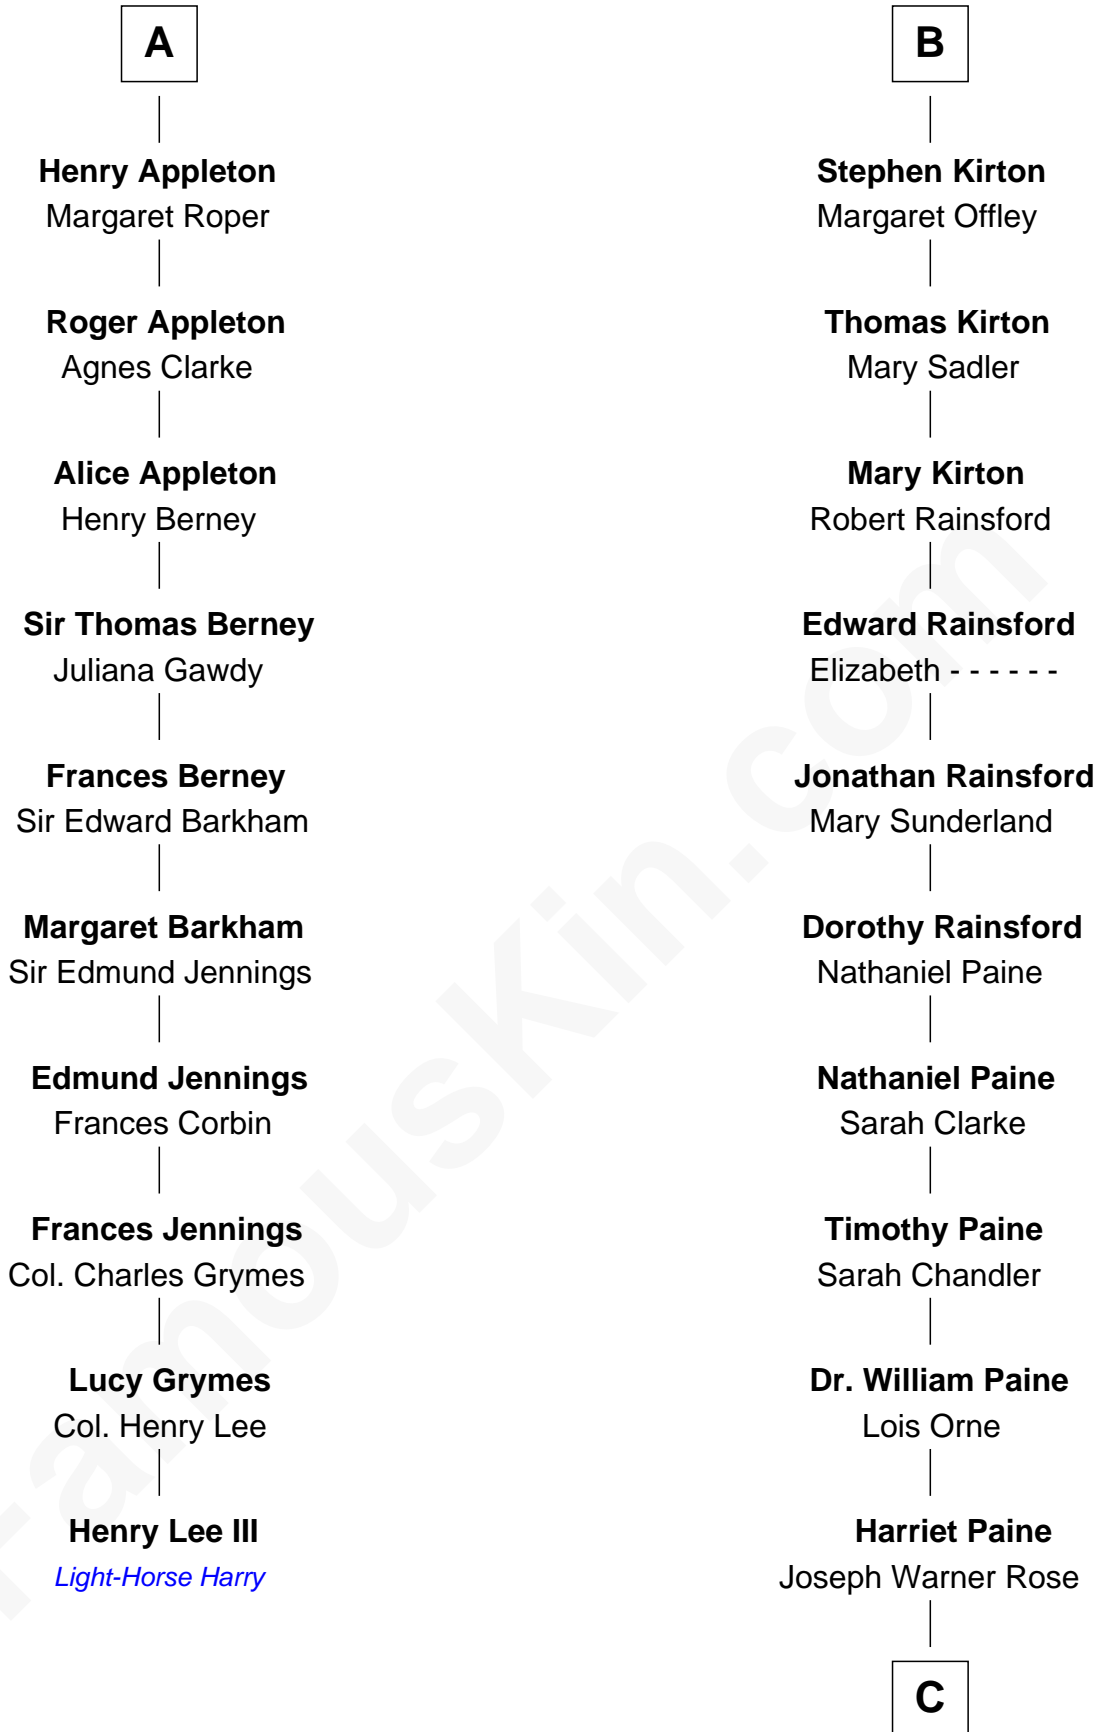 A
Henry Appleton
Margaret Roper
Roger Appleton
Agnes Clarke
Alice Appleton
Henry Berney
Sir Thomas Berney
Juliana Gawdy
Frances Berney
Sir Edward Barkham
Margaret Barkham
Sir Edmund Jennings
Edmund Jennings
Frances Corbin
Frances Jennings
Col. Charles Grymes
Lucy Grymes
Col. Henry Lee
Henry Lee III
Light-Horse Harry
B
Stephen Kirton
Margaret Offley
Thomas Kirton
Mary Sadler
Mary Kirton
Robert Rainsford
Edward Rainsford
Elizabeth - - - - - -
Jonathan Rainsford
Mary Sunderland
Dorothy Rainsford
Nathaniel Paine
Nathaniel Paine
Sarah Clarke
Timothy Paine
Sarah Chandler
Dr. William Paine
Lois Orne
Harriet Paine
Joseph Warner Rose
C
FamousKin.com